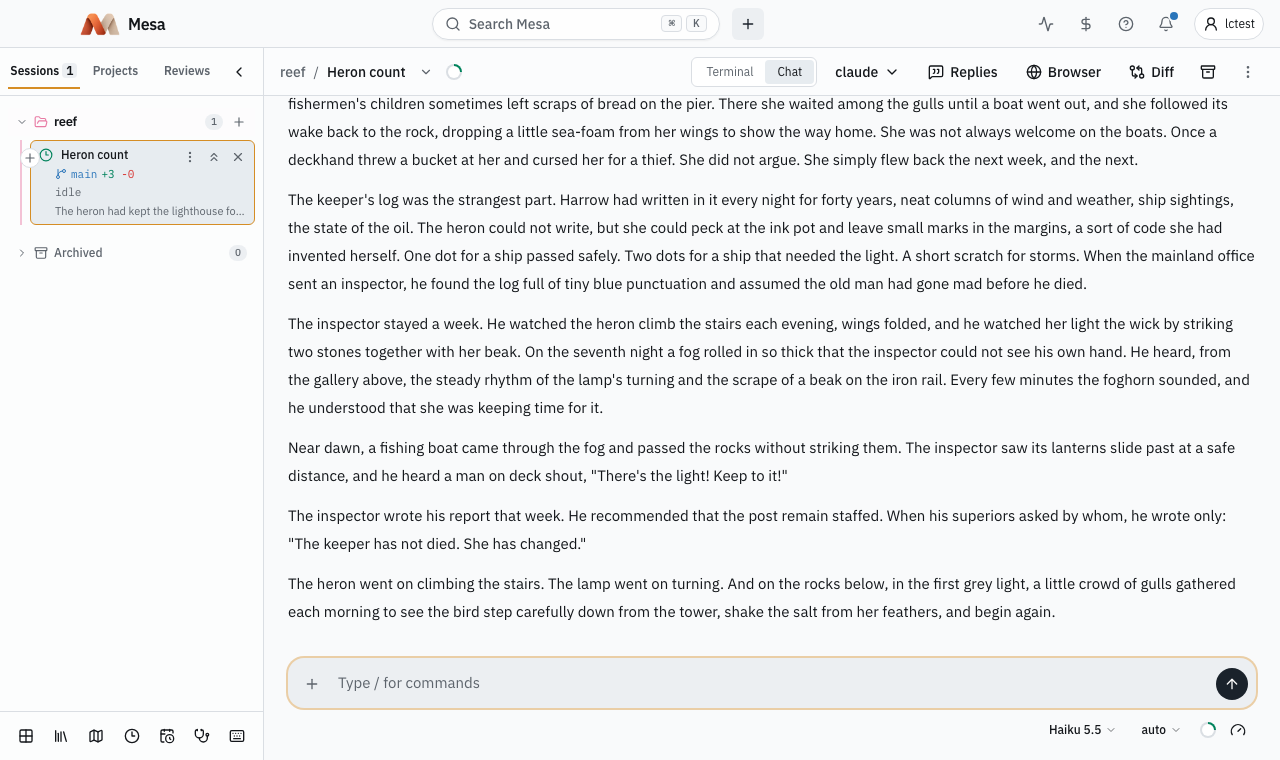 Mesa
Search Mesa
⌘ K
lctest
Sessions 1
Projects
Reviews
reef / Heron count
Terminal
Chat
claude
Replies
Browser
Diff
reef
1
Heron count
main +3 -0
idle
The heron had kept the lighthouse fo...
Archived
0
fishermen's children sometimes left scraps of bread on the pier. There she waited among the gulls until a boat went out, and she followed its
wake back to the rock, dropping a little sea-foam from her wings to show the way home. She was not always welcome on the boats. Once a
deckhand threw a bucket at her and cursed her for a thief. She did not argue. She simply flew back the next week, and the next.
The keeper's log was the strangest part. Harrow had written in it every night for forty years, neat columns of wind and weather, ship sightings,
the state of the oil. The heron could not write, but she could peck at the ink pot and leave small marks in the margins, a sort of code she had
invented herself. One dot for a ship passed safely. Two dots for a ship that needed the light. A short scratch for storms. When the mainland office
sent an inspector, he found the log full of tiny blue punctuation and assumed the old man had gone mad before he died.
The inspector stayed a week. He watched the heron climb the stairs each evening, wings folded, and he watched her light the wick by striking
two stones together with her beak. On the seventh night a fog rolled in so thick that the inspector could not see his own hand. He heard, from
the gallery above, the steady rhythm of the lamp's turning and the scrape of a beak on the iron rail. Every few minutes the foghorn sounded, and
he understood that she was keeping time for it.
Near dawn, a fishing boat came through the fog and passed the rocks without striking them. The inspector saw its lanterns slide past at a safe
distance, and he heard a man on deck shout, "There's the light! Keep to it!"
The inspector wrote his report that week. He recommended that the post remain staffed. When his superiors asked by whom, he wrote only:
"The keeper has not died. She has changed."
The heron went on climbing the stairs. The lamp went on turning. And on the rocks below, in the first grey light, a little crowd of gulls gathered
each morning to see the bird step carefully down from the tower, shake the salt from her feathers, and begin again.
Type / for commands
Haiku 5.5
auto